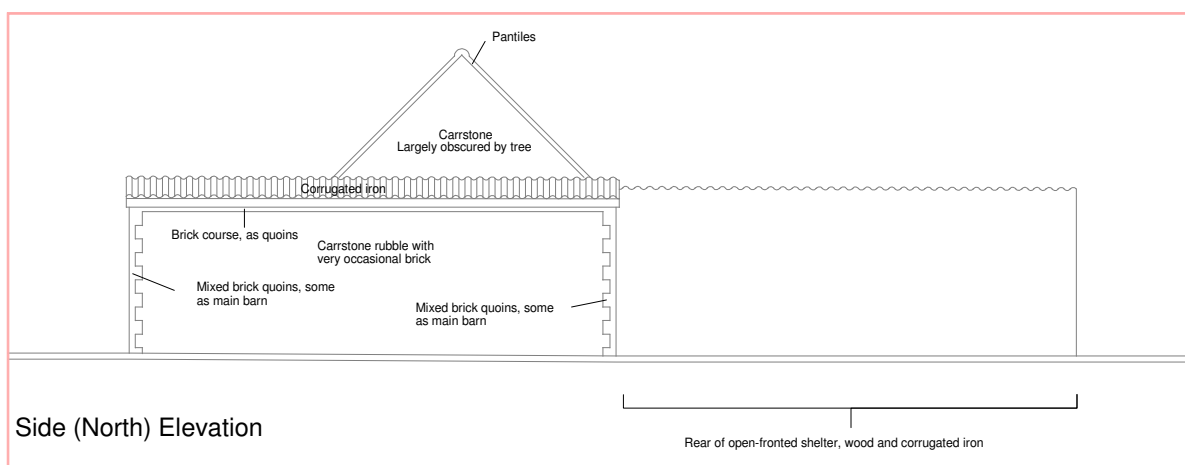 Pantiles
Carrstone
Largely obscured by tree
Corrugated iron
Brick course, as quoins
Carrstone rubble with
very occasional brick
Mixed brick quoins, some
as main barn
Mixed brick quoins, some
as main barn
Side (North) Elevation
Rear of open-fronted shelter, wood and corrugated iron